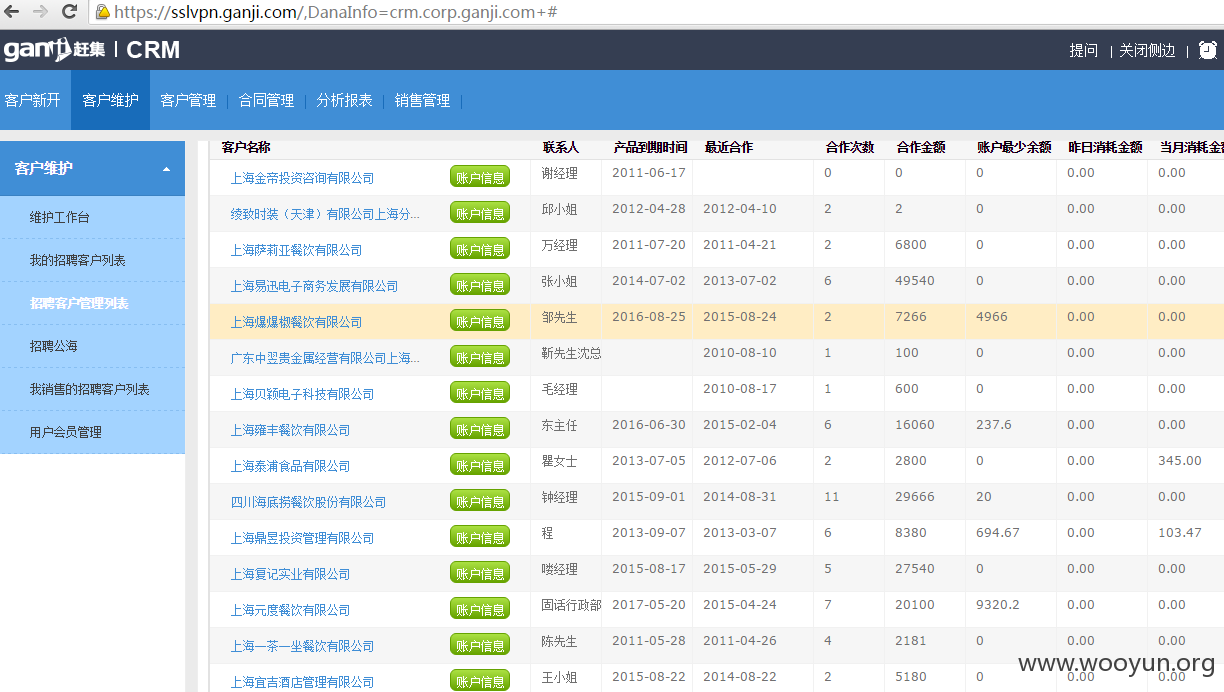 https://sslvpn.ganji.com/,DanaInfo=crm.corp.ganji.com+#
ganji赶集 | CRM
提问 | 关闭侧边 |
客户新开 客户维护 客户管理 合同管理 分析报表 销售管理
客户维护
维护工作台
我的招聘客户列表
招聘客户管理列表
招聘公海
我销售的招聘客户列表
用户会员管理
客户名称 联系人 产品到期时间 最近合作 合作次数 合作金额 账户最少余额 昨日消耗金额 当月消耗金额
上海金帝投资咨询有限公司 账户信息 谢经理 2011-06-17 0 0 0 0.00 0.00
绫致时装（天津）有限公司上海分... 账户信息 邱小姐 2012-04-28 2012-04-10 2 2 0 0.00 0.00
上海萨莉亚餐饮有限公司 账户信息 万经理 2011-07-20 2011-04-21 2 6800 0 0.00 0.00
上海易迅电子商务发展有限公司 账户信息 张小姐 2014-07-02 2013-07-02 6 49540 0 0.00 0.00
上海爆爆椒餐饮有限公司 账户信息 邹先生 2016-08-25 2015-08-24 2 7266 4966 0.00 0.00
广东中翌贵金属经营有限公司上海... 账户信息 靳先生沈总 2010-08-10 1 100 0 0.00 0.00
上海贝颖电子科技有限公司 账户信息 毛经理 2010-08-17 1 600 0 0.00 0.00
上海雍丰餐饮有限公司 账户信息 东主任 2016-06-30 2015-02-04 6 16060 237.6 0.00 0.00
上海泰浦食品有限公司 账户信息 瞿女士 2013-07-05 2012-07-06 2 2800 0 0.00 345.00
四川海底捞餐饮股份有限公司 账户信息 钟经理 2015-09-01 2014-08-31 11 29666 20 0.00 0.00
上海鼎昱投资管理有限公司 账户信息 程 2013-09-07 2013-03-07 6 8380 694.67 0.00 103.47
上海复记实业有限公司 账户信息 喽经理 2015-08-17 2015-05-29 5 27540 0 0.00 0.00
上海元度餐饮有限公司 账户信息 固话行政部 2017-05-20 2015-04-24 7 20100 9320.2 0.00 0.00
上海一茶一坐餐饮有限公司 账户信息 陈先生 2011-05-28 2011-04-26 4 2181 0 0.00 0.00
上海宜吉酒店管理有限公司 账户信息 王小姐 2015-08-22 2014-08-22 2 5180 0 0.00 0.00
www.wooyun.org